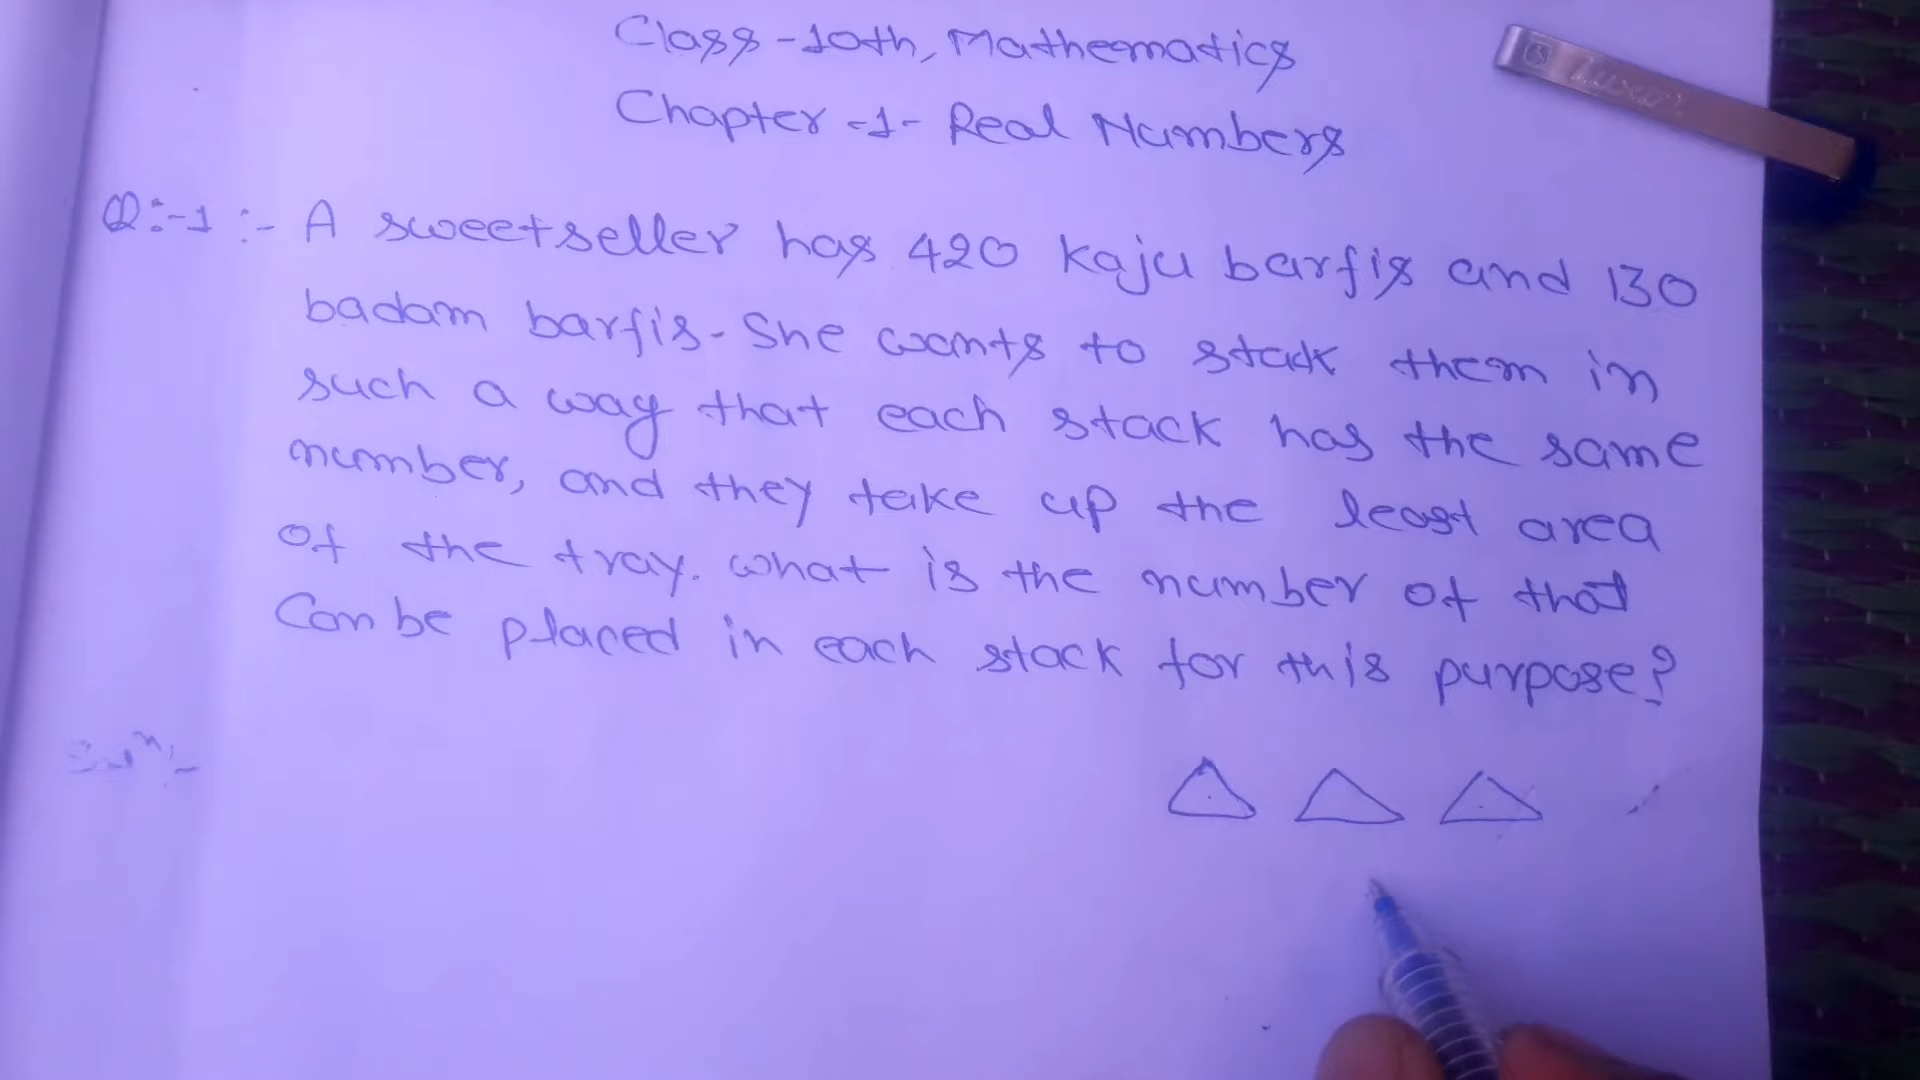 Class-10th, Mathematics
Chapter-1- Real Numbers
Q:-1:- A sweetseller has 420 kaju barfis and 130
badam barfis. She wants to stack them in
such a way that each stack has the same
number, and they take up the least area
of the tray. what is the number of that
Can be placed in each stack for this purpose?
Solⁿ:-